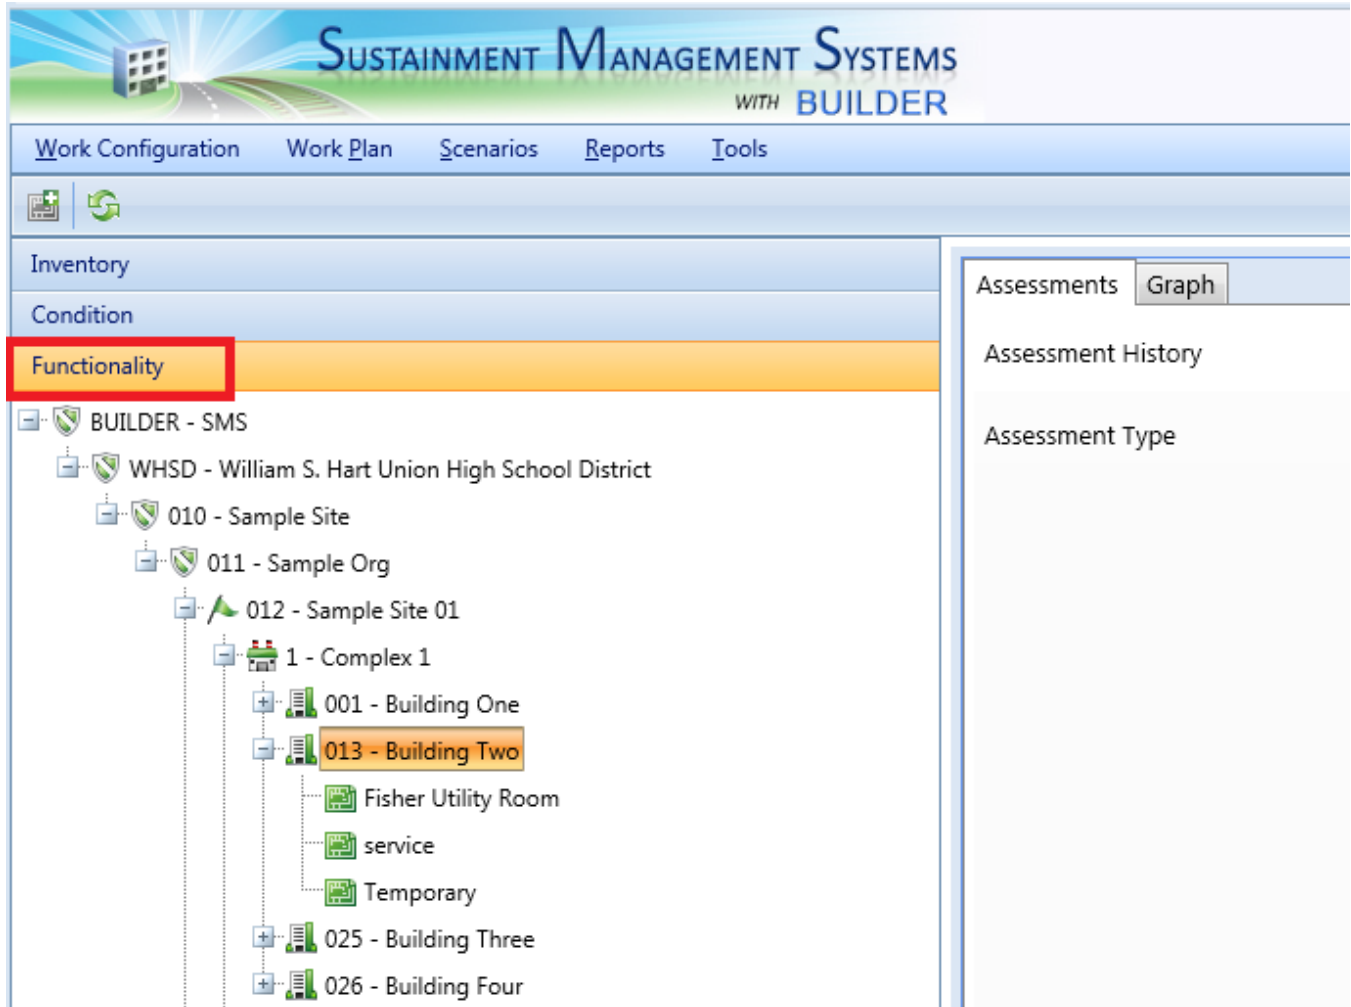 SUSTAINMENT MANAGEMENT SYSTEMS
WITH BUILDER
Work Configuration Work Plan Scenarios Reports Tools
Inventory
Condition
Functionality
Assessments Graph
Assessment History
Assessment Type
BUILDER - SMS
WHSD - William S. Hart Union High School District
010 - Sample Site
011 - Sample Org
012 - Sample Site 01
1 - Complex 1
001 - Building One
013 - Building Two
Fisher Utility Room
service
Temporary
025 - Building Three
026 - Building Four